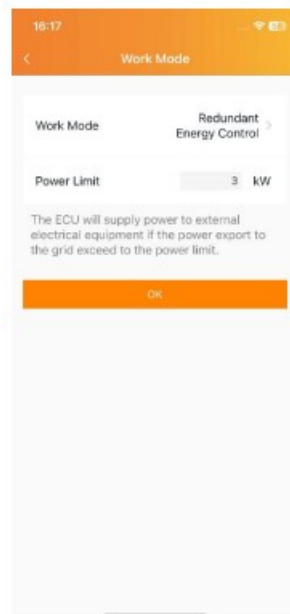 16:17
Work Mode
Work Mode
Redundant
Energy Control
Power Limit
3 kW
The ECU will supply power to external
electrical equipment if the power export to
the grid exceed to the power limit.
OK